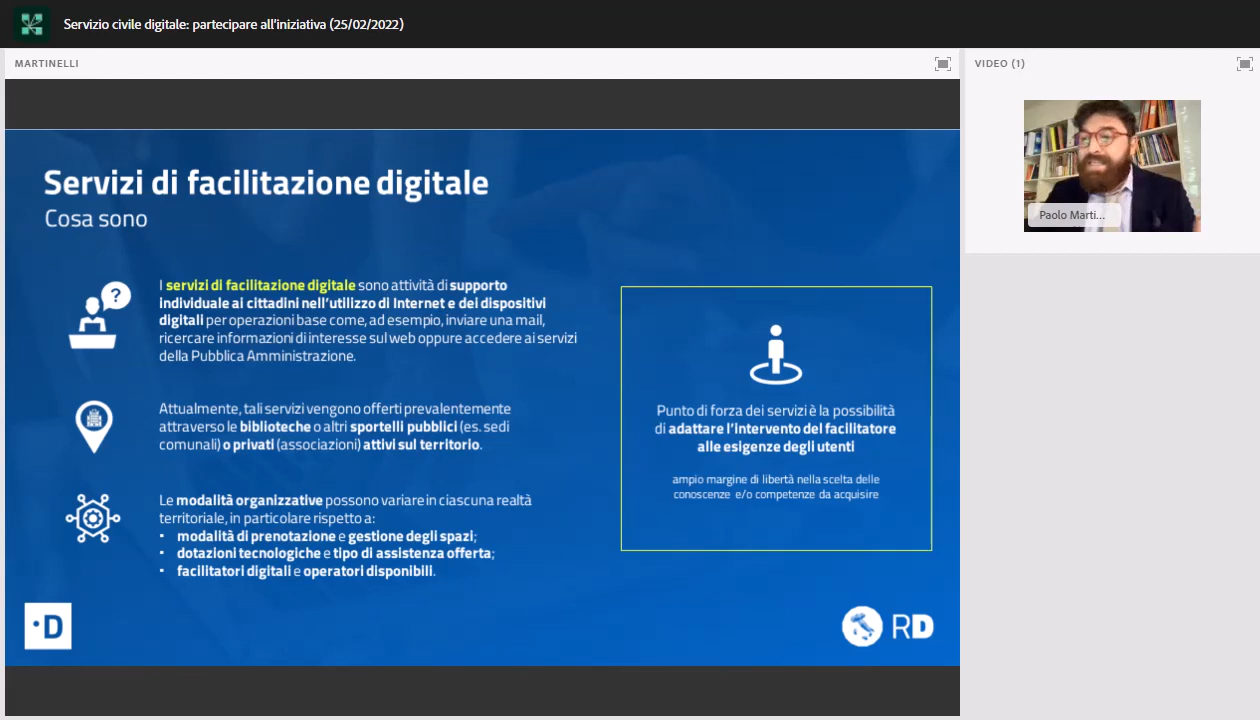 Servizio civile digitale: partecipare all'iniziativa (25/02/2022)
MARTINELLI
VIDEO (1)
Servizi di facilitazione digitale
Cosa sono
I servizi di facilitazione digitale sono attività di supporto
individuale ai cittadini nell'utilizzo di Internet e dei dispositivi
digitali per operazioni base come, ad esempio, inviare una mail,
ricercare informazioni di interesse sul web oppure accedere ai servizi
della Pubblica Amministrazione.
Attualmente, tali servizi vengono offerti prevalentemente
attraverso le biblioteche o altri sportelli pubblici (es. sedi
comunali) o privati (associazioni) attivi sul territorio.
Le modalità organizzative possono variare in ciascuna realtà
territoriale, in particolare rispetto a:
▪ modalità di prenotazione e gestione degli spazi;
▪ dotazioni tecnologiche e tipo di assistenza offerta;
▪ facilitatori digitali e operatori disponibili.
?
Punto di forza dei servizi è la possibilità
di adattare l'intervento del facilitatore
alle esigenze degli utenti
ampio margine di libertà nella scelta delle
conoscenze e/o competenze da acquisire
Paolo Marti...
·D
RD